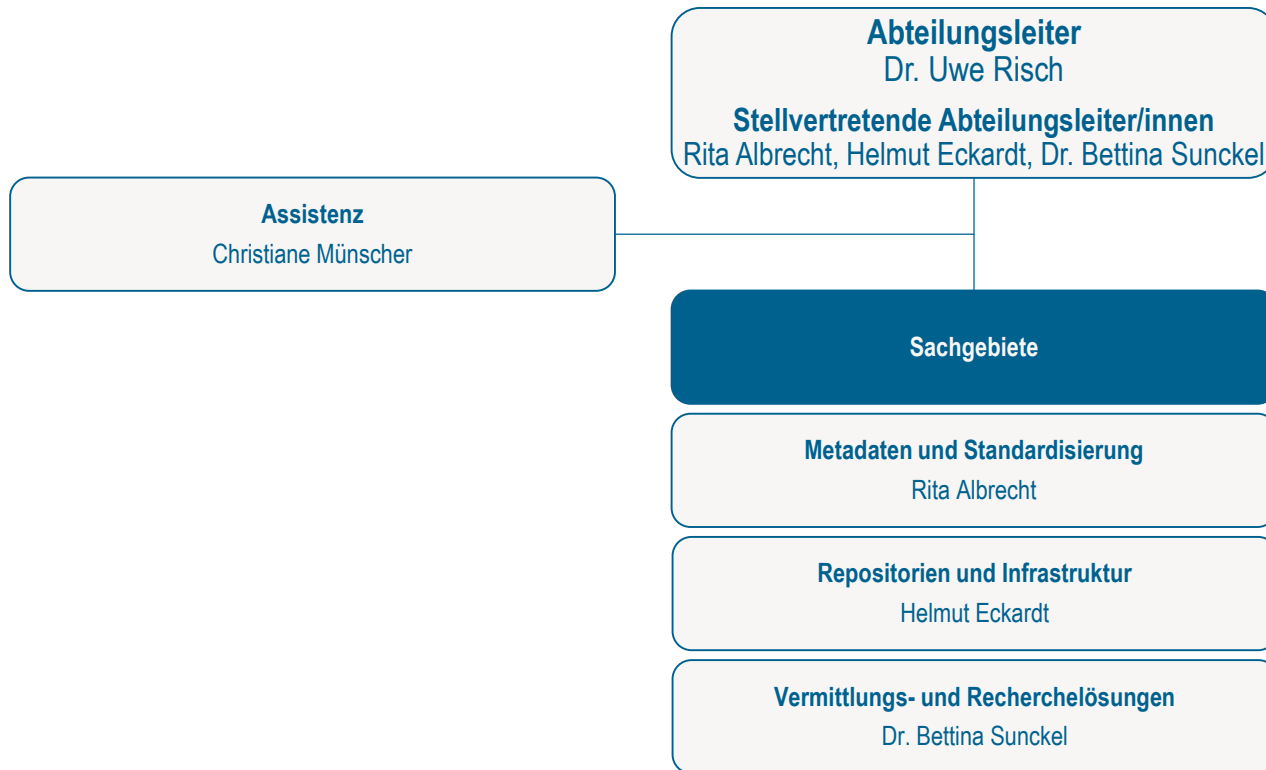 Abteilungsleiter
Dr. Uwe Risch
Stellvertretende Abteilungsleiter/innen
Rita Albrecht, Helmut Eckardt, Dr. Bettina Sunckel
Assistenz
Christiane Münscher
Sachgebiete
Metadaten und Standardisierung
Rita Albrecht
Repositorien und Infrastruktur
Helmut Eckardt
Vermittlungs- und Recherchelösungen
Dr. Bettina Sunckel